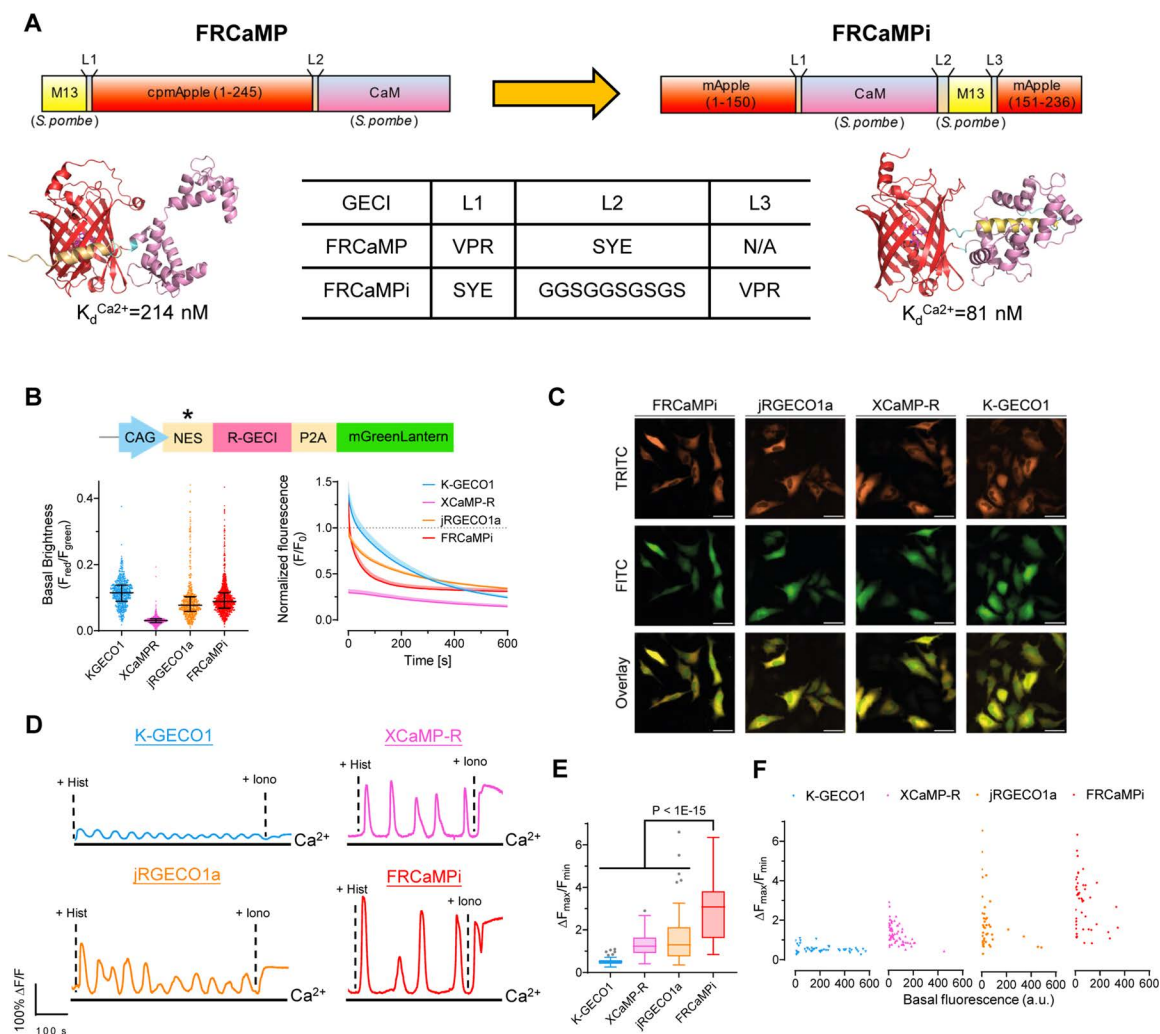 A
FRCaMP
FRCaMPi
L1
L2
M13
cpmApple (1-245)
CaM
(S. pombe)
(S. pombe)
L1
L2
L3
mApple
(1-150)
CaM
M13
mApple
(151-236)
(S. pombe)
(S. pombe)
GECI L1 L2 L3
FRCaMP VPR SYE N/A
FRCaMPi SYE GGSGGSGSGS VPR
KdCa2+=214 nM
KdCa2+=81 nM
B
*
CAG NES R-GECI P2A mGreenLantern
Basal Brightness
(Fred/Fgreen)
0.4
0.2
0.1
0.0
KGECO1
XCaMPR
jRGECO1a
FRCaMPi
Normalized fluorescence
(F/F0)
1.5
1.0
0.5
0.0
0 200 400 600
Time [s]
K-GECO1
XCaMP-R
jRGECO1a
FRCaMPi
C
FRCaMPi jRGECO1a XCaMP-R K-GECO1
TRITC
FITC
Overlay
D
K-GECO1
+ Hist
+ Iono
Ca2+
XCaMP-R
+ Hist
+ Iono
Ca2+
jRGECO1a
+ Hist
+ Iono
Ca2+
FRCaMPi
+ Hist
+ Iono
Ca2+
100% ΔF/F
100 s
E
P < 1E-15
ΔFmax/Fmin
6
4
2
0
K-GECO1
XCaMP-R
jRGECO1a
FRCaMPi
F
K-GECO1 XCaMP-R jRGECO1a FRCaMPi
ΔFmax/Fmin
6
4
2
0
0 200 400 600
0 200 400 600
0 200 400 600
0 200 400 600
Basal fluorescence (a.u.)